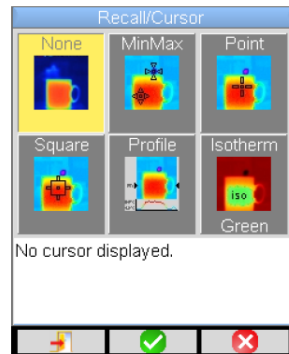 Recall/Cursor
None MinMax Point
Square Profile Isotherm
iso
Green
No cursor displayed.